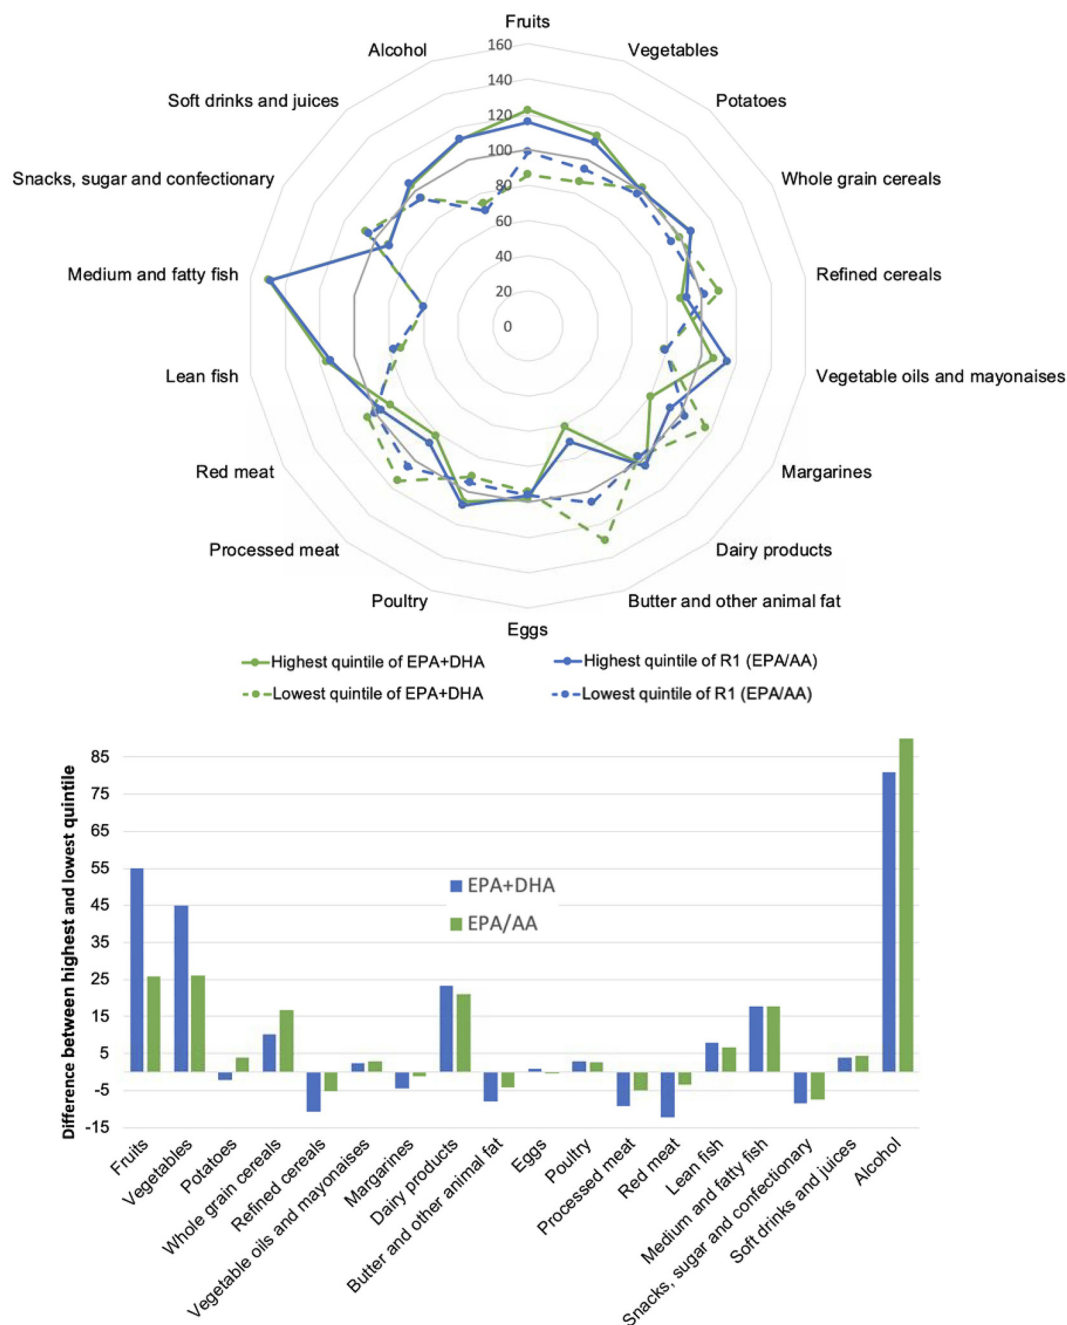 Fruits
Alcohol
Vegetables
Soft drinks and juices
Potatoes
Snacks, sugar and confectionary
Whole grain cereals
Medium and fatty fish
Refined cereals
Lean fish
Vegetable oils and mayonaises
Red meat
Margarines
Processed meat
Dairy products
Poultry
Butter and other animal fat
Eggs
160
140
120
100
80
60
40
20
0
Highest quintile of EPA+DHA
Highest quintile of R1 (EPA/AA)
Lowest quintile of EPA+DHA
Lowest quintile of R1 (EPA/AA)
Difference between highest and lowest quintile
85
75
65
55
45
35
25
15
5
-5
-15
EPA+DHA
EPA/AA
Fruits
Vegetables
Potatoes
Whole grain cereals
Refined cereals
Vegetable oils and mayonaises
Margarines
Dairy products
Butter and other animal fat
Eggs
Poultry
Processed meat
Red meat
Lean fish
Medium and fatty fish
Snacks, sugar and confectionary
Soft drinks and juices
Alcohol